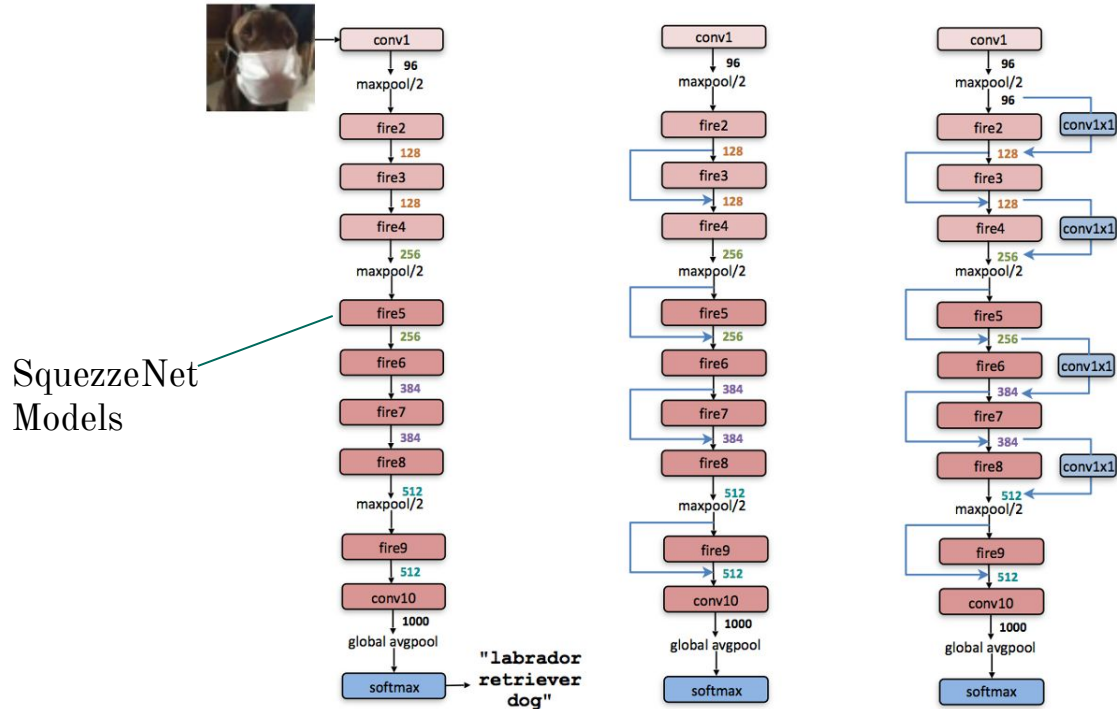 conv1
96
maxpool/2
fire2
128
fire3
128
fire4
256
maxpool/2
fire5
256
fire6
384
fire7
384
fire8
512
maxpool/2
fire9
512
conv10
1000
global avgpool
softmax
"labrador
retriever
dog"
SquezzeNet
Models
conv1
96
maxpool/2
fire2
128
fire3
128
fire4
256
maxpool/2
fire5
256
fire6
384
fire7
384
fire8
512
maxpool/2
fire9
512
conv10
1000
global avgpool
softmax
conv1
96
maxpool/2
96
conv1x1
fire2
128
fire3
128
conv1x1
fire4
256
maxpool/2
fire5
256
conv1x1
fire6
384
fire7
384
conv1x1
fire8
512
maxpool/2
fire9
512
conv10
1000
global avgpool
softmax